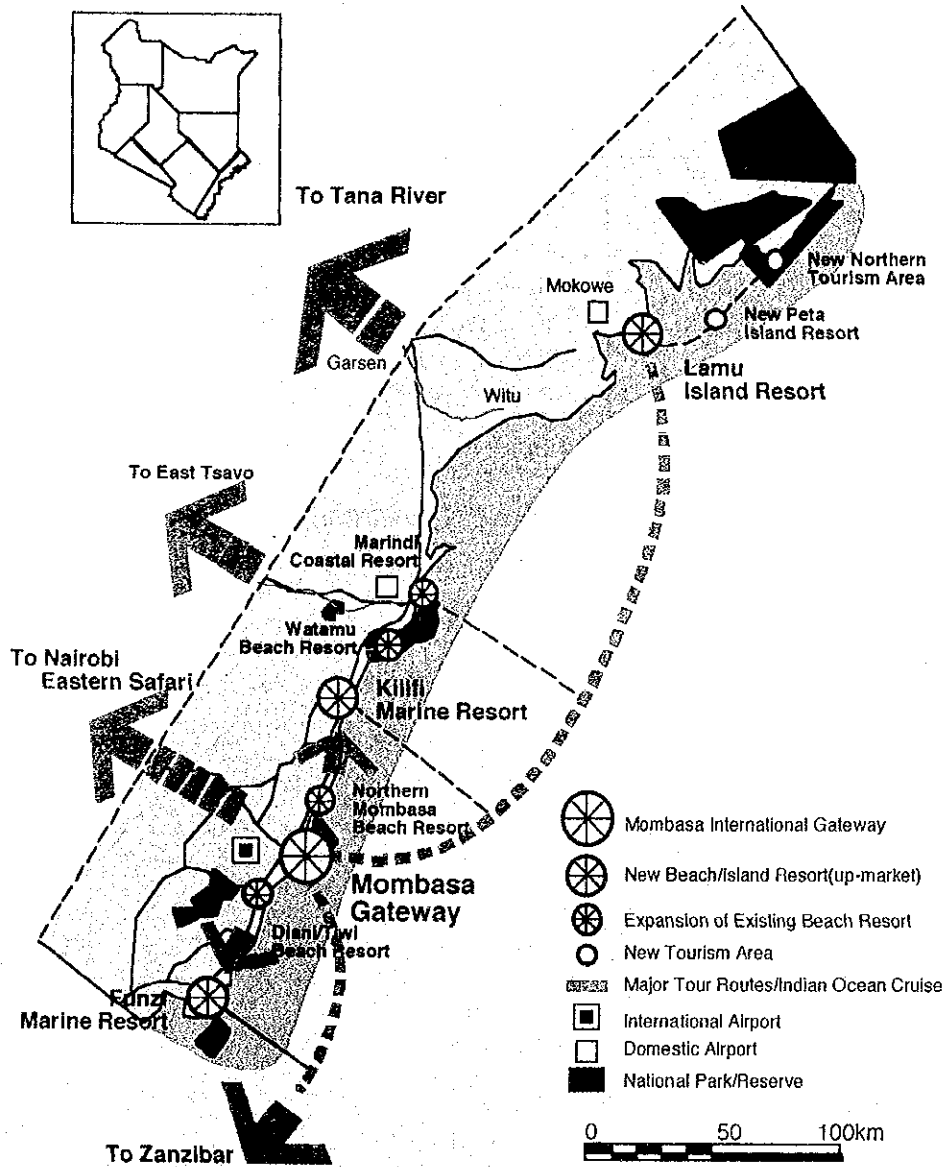 To Tana River
New Northern
Tourism Area
Mokowe
New Peta
Island Resort
Garsen
Lamu
Island Resort
Witu
To East Tsavo
Marindi
Coastal Resort
Watamu
Beach Resort
To Nairobi
Eastern Safari
Kilifi
Marine Resort
Northern
Mombasa
Beach Resort
Mombasa International Gateway
New Beach/Island Resort(up-market)
Mombasa
Gateway
Expansion of Existing Beach Resort
Diani/Tiwi
Beach Resort
New Tourism Area
Major Tour Routes/Indian Ocean Cruise
Funzi
Marine Resort
International Airport
Domestic Airport
National Park/Reserve
To Zanzibar
0 50 100km